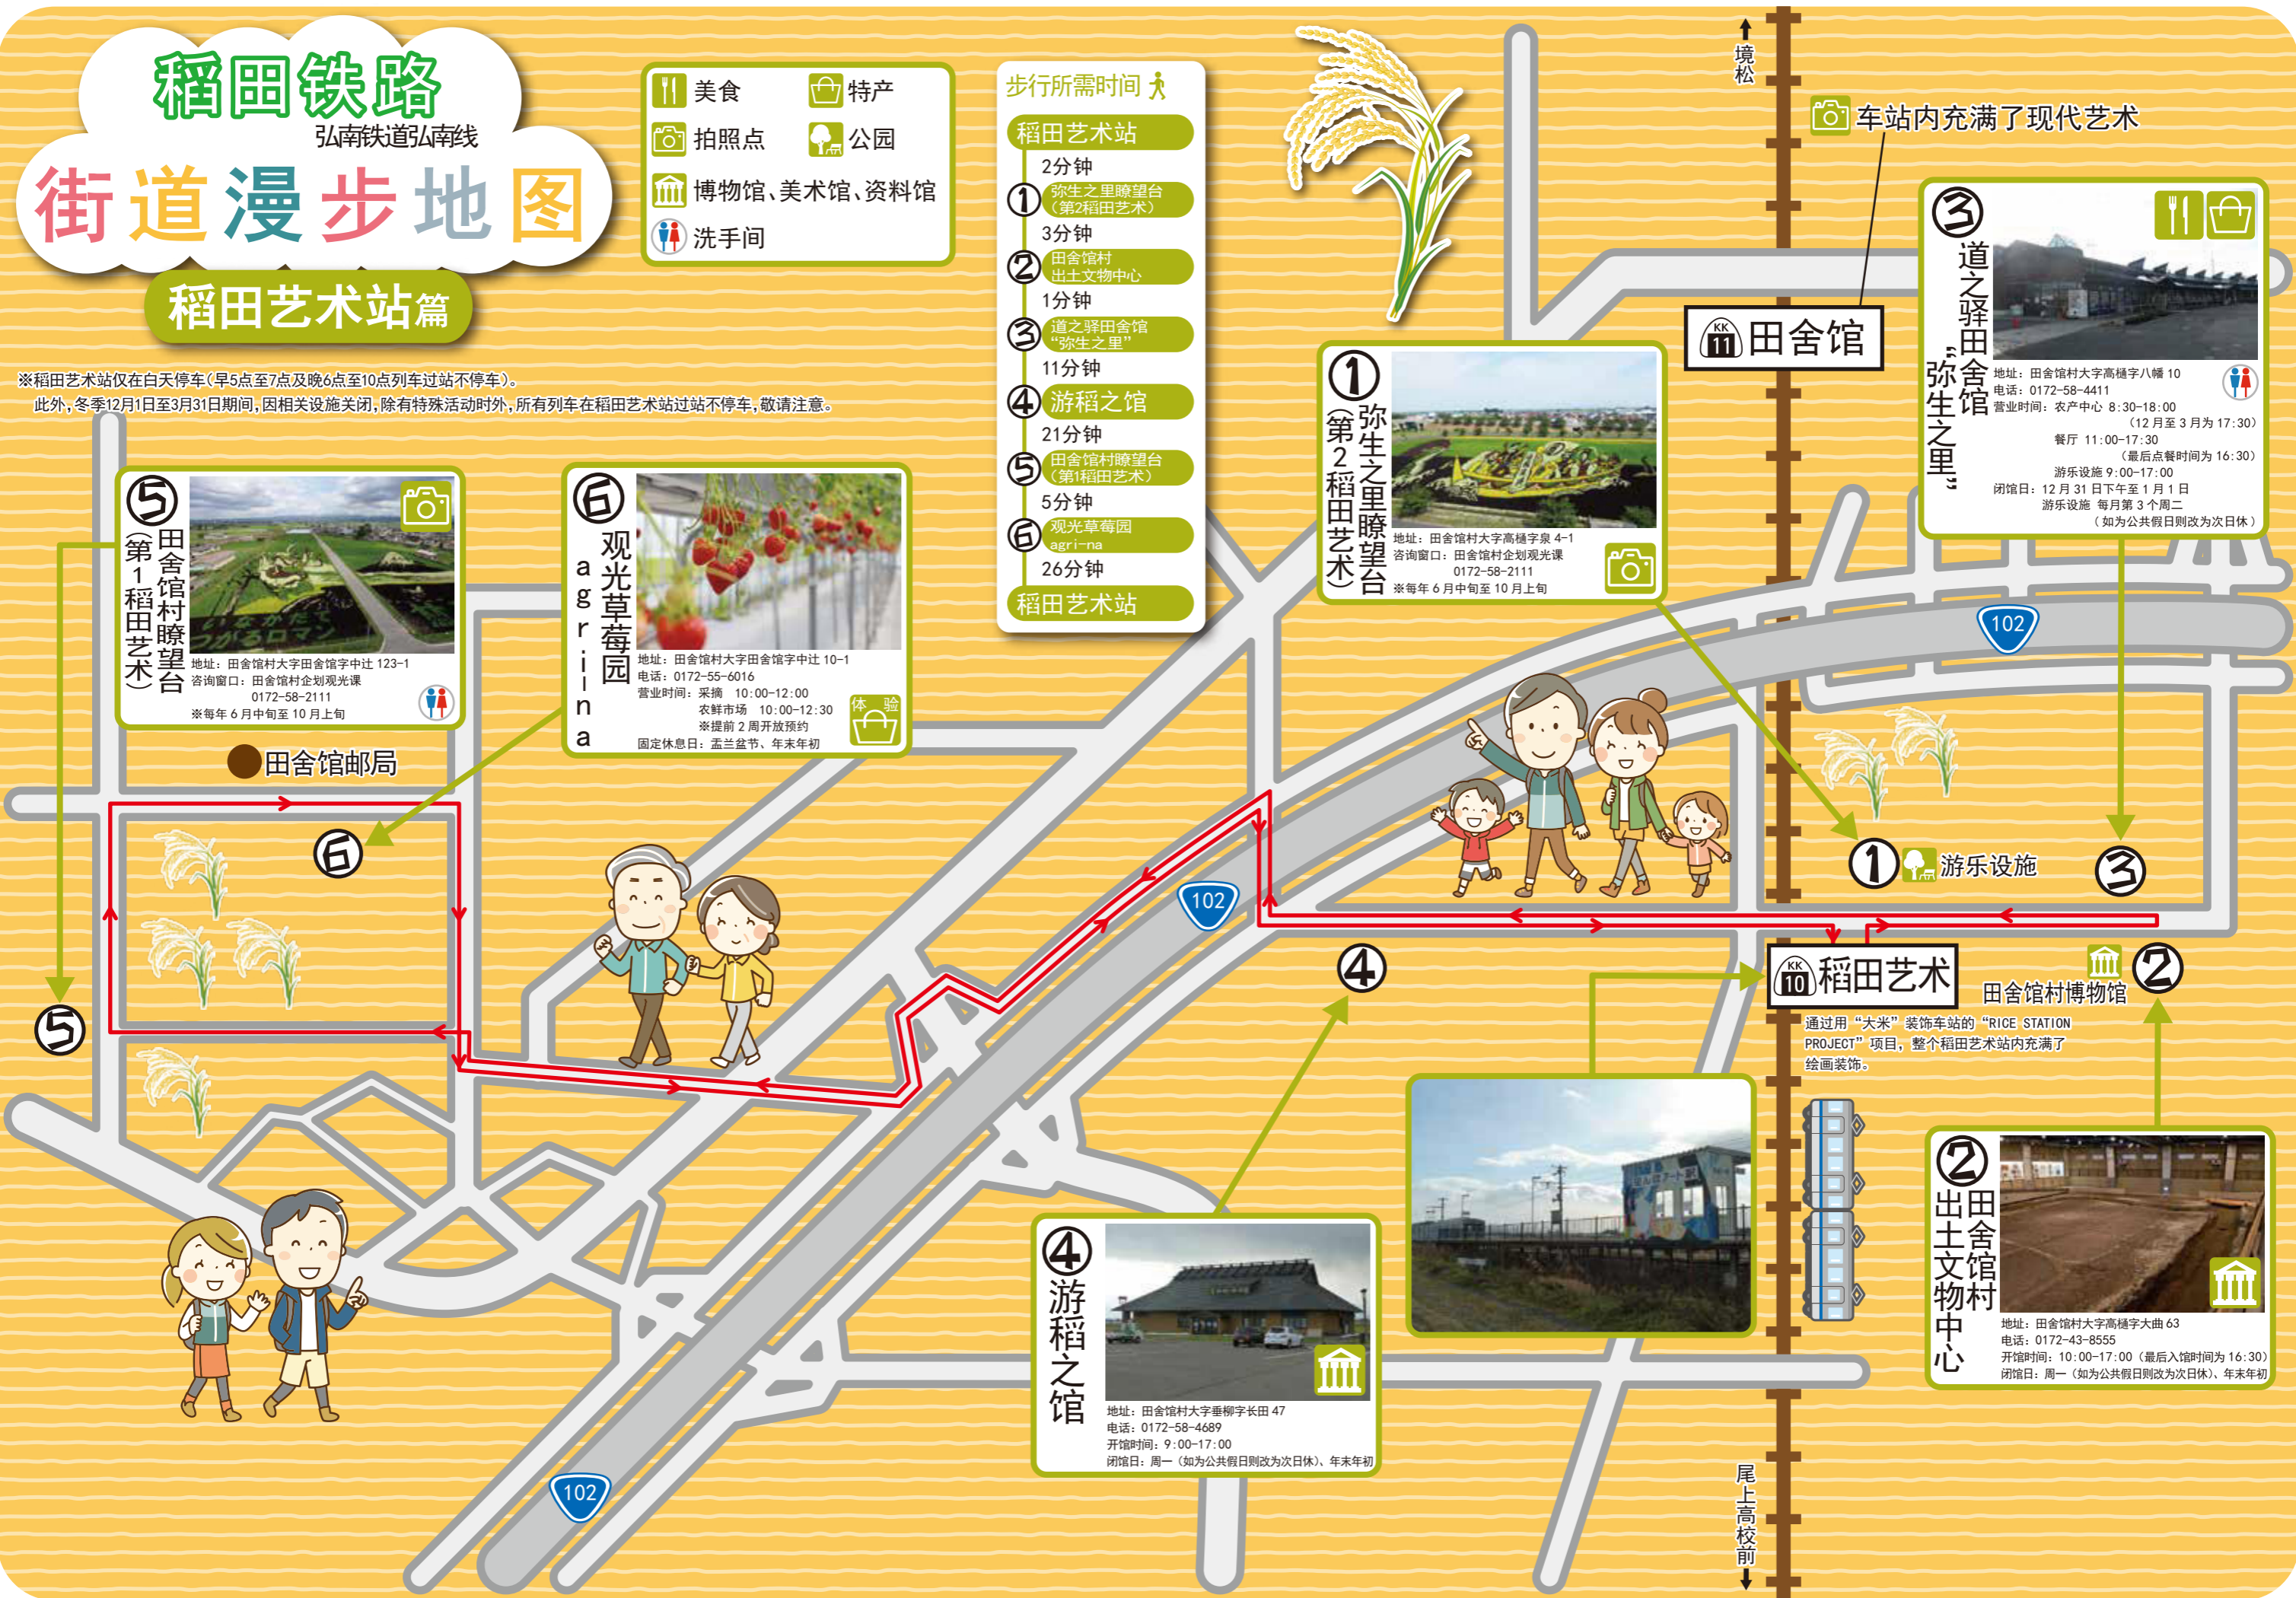 稻田铁路
弘南铁道弘南线
街道漫步地图
稻田艺术站篇
※稻田艺术站仅在白天停车(早5点至7点及晚6点至10点列车过站不停车)。
此外,冬季12月1日至3月31日期间,因相关设施关闭,除有特殊活动时外,所有列车在稻田艺术站过站不停车,敬请注意。
美食
特产
拍照点
公园
博物馆、美术馆、资料馆
洗手间
步行所需时间
稻田艺术站
2分钟
① 弥生之里瞭望台
(第2稻田艺术)
3分钟
② 田舍馆村
出土文物中心
1分钟
③ 道之驿田舍馆
“弥生之里”
11分钟
④ 游稻之馆
21分钟
⑤ 田舍馆村瞭望台
(第1稻田艺术)
5分钟
⑥ 观光草莓园
agri-na
26分钟
稻田艺术站
↑境松
车站内充满了现代艺术
KK
11
田舍馆
③
道之驿田舍馆
“弥生之里”
地址: 田舍馆村大字高樋字八幡 10
电话: 0172-58-4411
营业时间: 农产中心 8:30-18:00
(12 月至 3 月为 17:30)
餐厅 11:00-17:30
(最后点餐时间为 16:30)
游乐设施 9:00-17:00
闭馆日: 12 月 31 日下午至 1 月 1 日
游乐设施 每月第 3 个周二
(如为公共假日则改为次日休)
①
弥生之里瞭望台
(第2稻田艺术)
地址: 田舍馆村大字高樋字泉 4-1
咨询窗口: 田舍馆村企划观光课
0172-58-2111
※每年 6 月中旬至 10 月上旬
⑤
田舍馆村瞭望台
(第1稻田艺术)
いなかだて
つがるロマン
地址: 田舍馆村大字田舍馆字中辻 123-1
咨询窗口: 田舍馆村企划观光课
0172-58-2111
※每年 6 月中旬至 10 月上旬
⑥
观光草莓园
agri-na
地址: 田舍馆村大字田舍馆字中辻 10-1
电话: 0172-55-6016
营业时间: 采摘 10:00-12:00
农鲜市场 10:00-12:30
※提前 2 周开放预约
固定休息日: 盂兰盆节、年末年初
体验
田舍馆邮局
⑥
⑤
102
102
102
① 游乐设施
③
④
KK
10
稻田艺术
田舍馆村博物馆
②
通过用“大米”装饰车站的“RICE STATION
PROJECT”项目, 整个稻田艺术站内充满了
绘画装饰。
④
游稻之馆
地址: 田舍馆村大字垂柳字长田 47
电话: 0172-58-4689
开馆时间: 9:00-17:00
闭馆日: 周一 (如为公共假日则改为次日休)、年末年初
②
田舍馆村
出土文物中心
地址: 田舍馆村大字高樋字大曲 63
电话: 0172-43-8555
开馆时间: 10:00-17:00 (最后入馆时间为 16:30)
闭馆日: 周一 (如为公共假日则改为次日休)、年末年初
尾上高校前↓